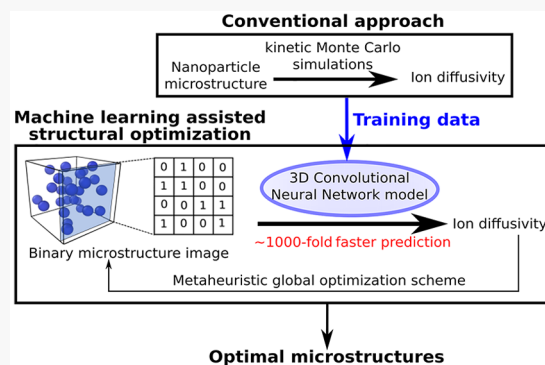 Conventional approach
kinetic Monte Carlo
simulations
Nanoparticle
microstructure
Ion diffusivity
Training data
Machine learning assisted
structural optimization
3D Convolutional
Neural Network model
0 1 0 0
1 1 0 0
0 0 1 1
1 0 0 1
Ion diffusivity
~1000-fold faster prediction
Binary microstructure image
Metaheuristic global optimization scheme
Optimal microstructures